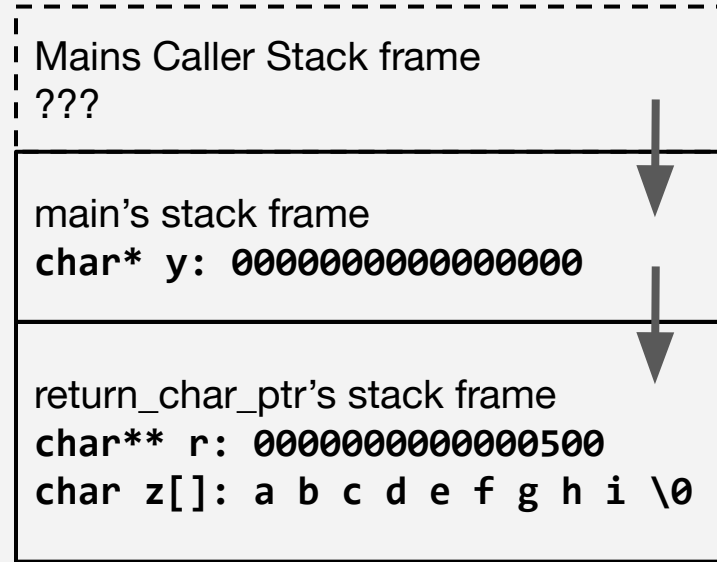 Mains Caller Stack frame
???
main’s stack frame
char* y: 0000000000000000
return_char_ptr’s stack frame
char** r: 0000000000000500
char z[]: a b c d e f g h i \0